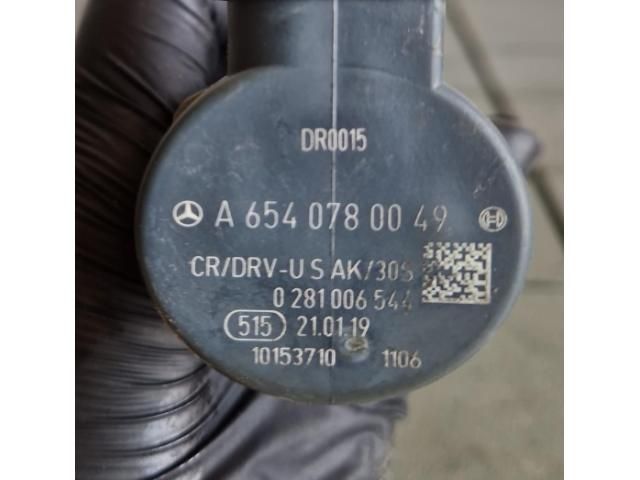 DR0015
A 654 078 00 49
CR/DRV-U S AK/30S
0 281 006 544
515 21.01.19
10153710 1106